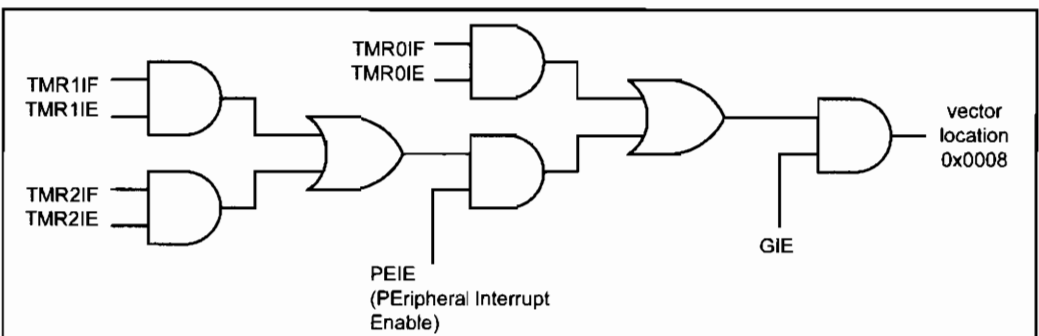 TMR0IF
TMR0IE
TMR1IF
TMR1IE
TMR2IF
TMR2IE
vector
location
0x0008
GIE
PEIE
(PEripheral Interrupt
Enable)